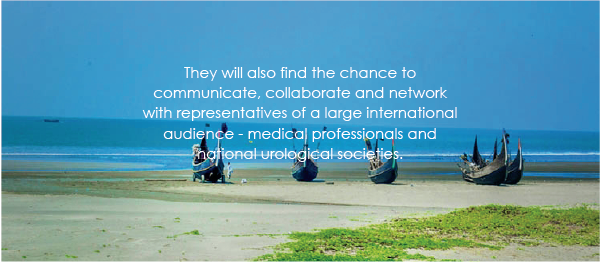 They will also find the chance to
communicate, collaborate and network
with representatives of a large international
audience - medical professionals and
national urological societies.